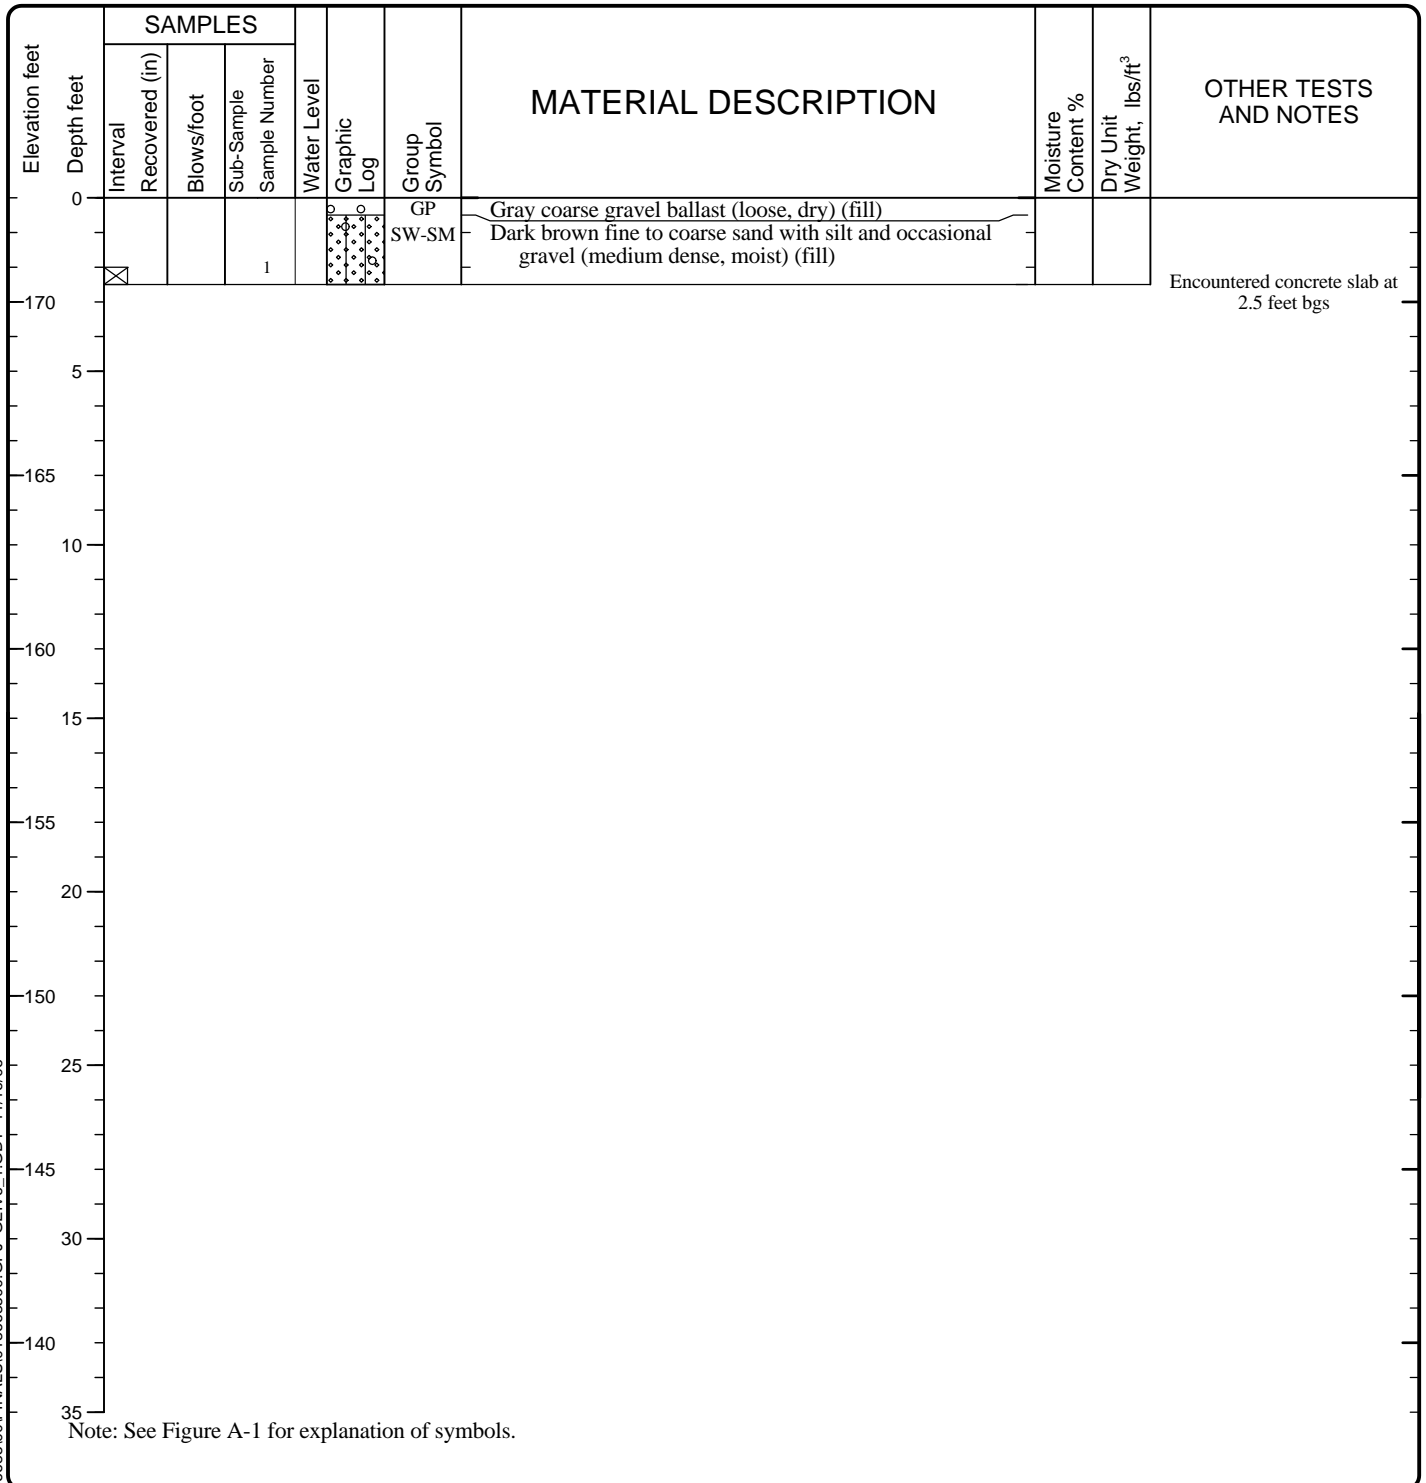 SAMPLES
Elevation feet
Depth feet
Interval
Recovered (in)
Blows/foot
Sub-Sample
Sample Number
Water Level
Graphic
Log
Group
Symbol
MATERIAL DESCRIPTION
Moisture
Content %
Dry Unit
Weight, lbs/ft³
OTHER TESTS
AND NOTES
0
GP
Gray coarse gravel ballast (loose, dry) (fill)
SW-SM
Dark brown fine to coarse sand with silt and occasional
gravel (medium dense, moist) (fill)
1
Encountered concrete slab at
2.5 feet bgs
170
5
165
10
160
15
155
20
150
25
145
30
140
35
Note: See Figure A-1 for explanation of symbols.